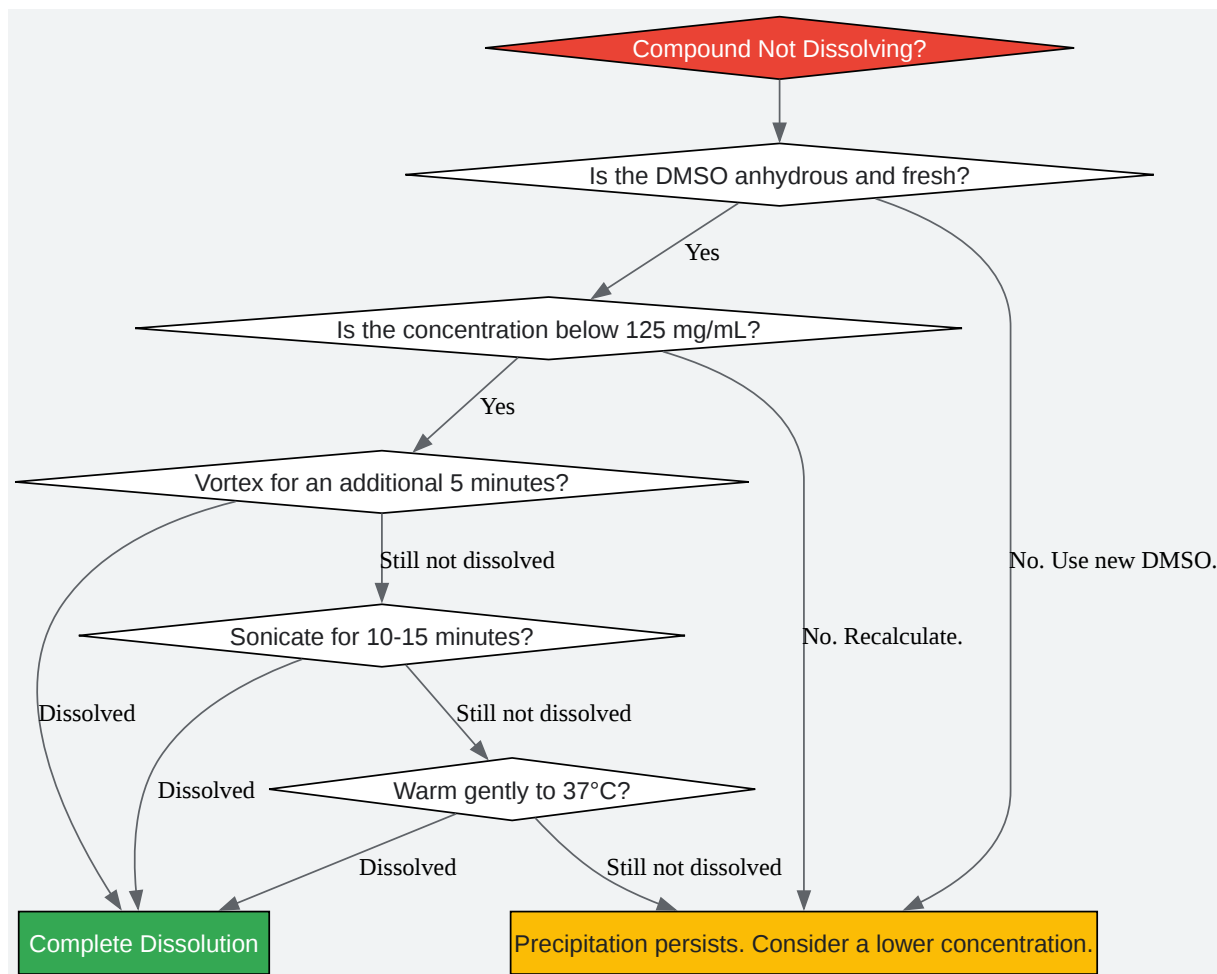 Compound Not Dissolving?
Is the DMSO anhydrous and fresh?
Yes
Is the concentration below 125 mg/mL?
Yes
Vortex for an additional 5 minutes?
Still not dissolved
No. Use new DMSO.
Sonicate for 10-15 minutes?
No. Recalculate.
Dissolved
Still not dissolved
Dissolved
Warm gently to 37°C?
Dissolved
Still not dissolved
Complete Dissolution
Precipitation persists. Consider a lower concentration.